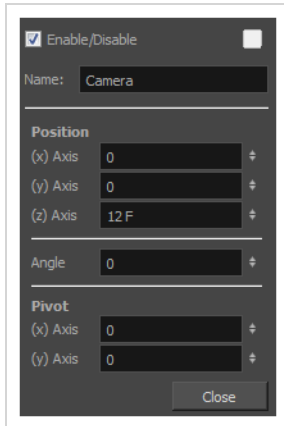 Enable/Disable
Name: Camera
Position
(x) Axis 0
(y) Axis 0
(z) Axis 12 F
Angle 0
Pivot
(x) Axis 0
(y) Axis 0
Close